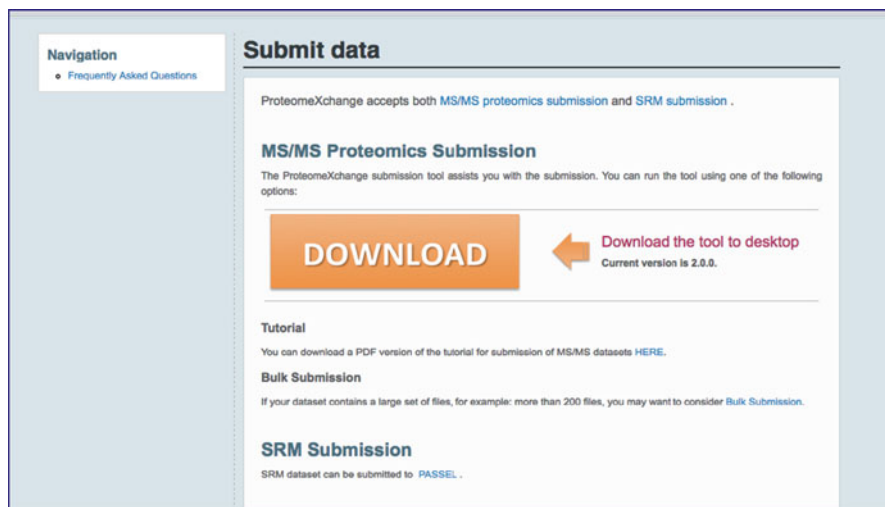 Navigation
Frequently Asked Questions
Submit data
ProteomeXchange accepts both MS/MS proteomics submission and SRM submission .
MS/MS Proteomics Submission
The ProteomeXchange submission tool assists you with the submission. You can run the tool using one of the following
options:
DOWNLOAD
Download the tool to desktop
Current version is 2.0.0.
Tutorial
You can download a PDF version of the tutorial for submission of MS/MS datasets HERE.
Bulk Submission
If your dataset contains a large set of files, for example: more than 200 files, you may want to consider Bulk Submission.
SRM Submission
SRM dataset can be submitted to PASSEL .